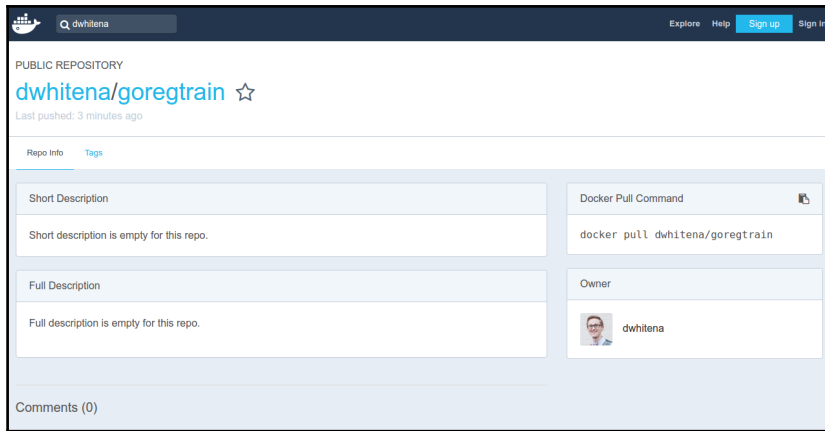 dwhitena
Explore Help Sign up Sign In
PUBLIC REPOSITORY
dwhitena/goregtrain
Last pushed: 3 minutes ago
Repo Info Tags
Short Description
Short description is empty for this repo.
Docker Pull Command
docker pull dwhitena/goregtrain
Full Description
Full description is empty for this repo.
Owner
dwhitena
Comments (0)